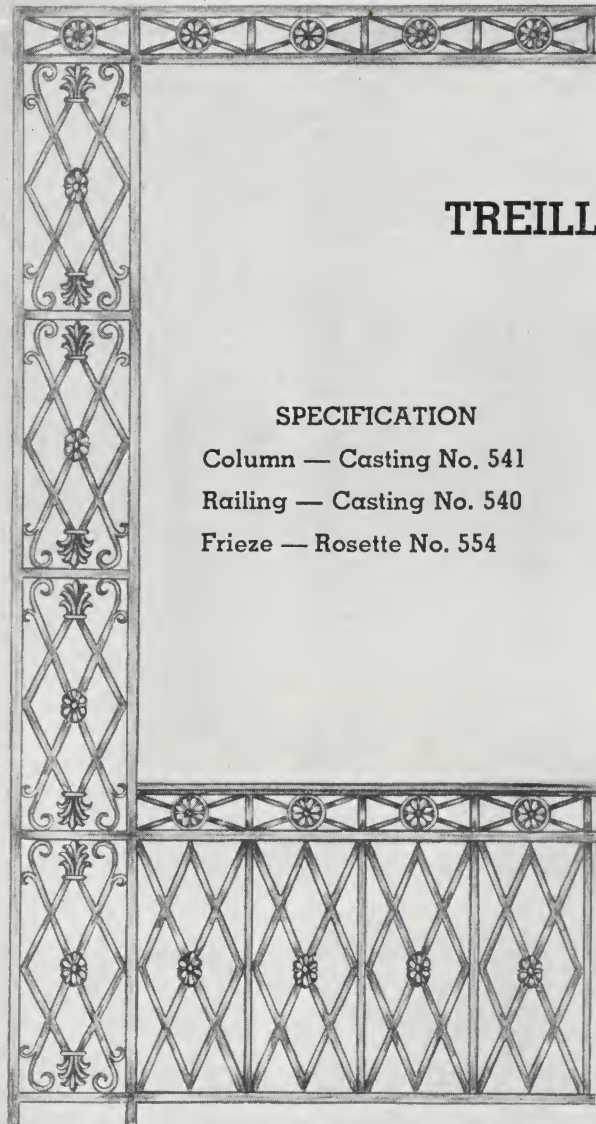 TREILL
SPECIFICATION
Column — Casting No. 541
Railing — Casting No. 540
Frieze — Rosette No. 554